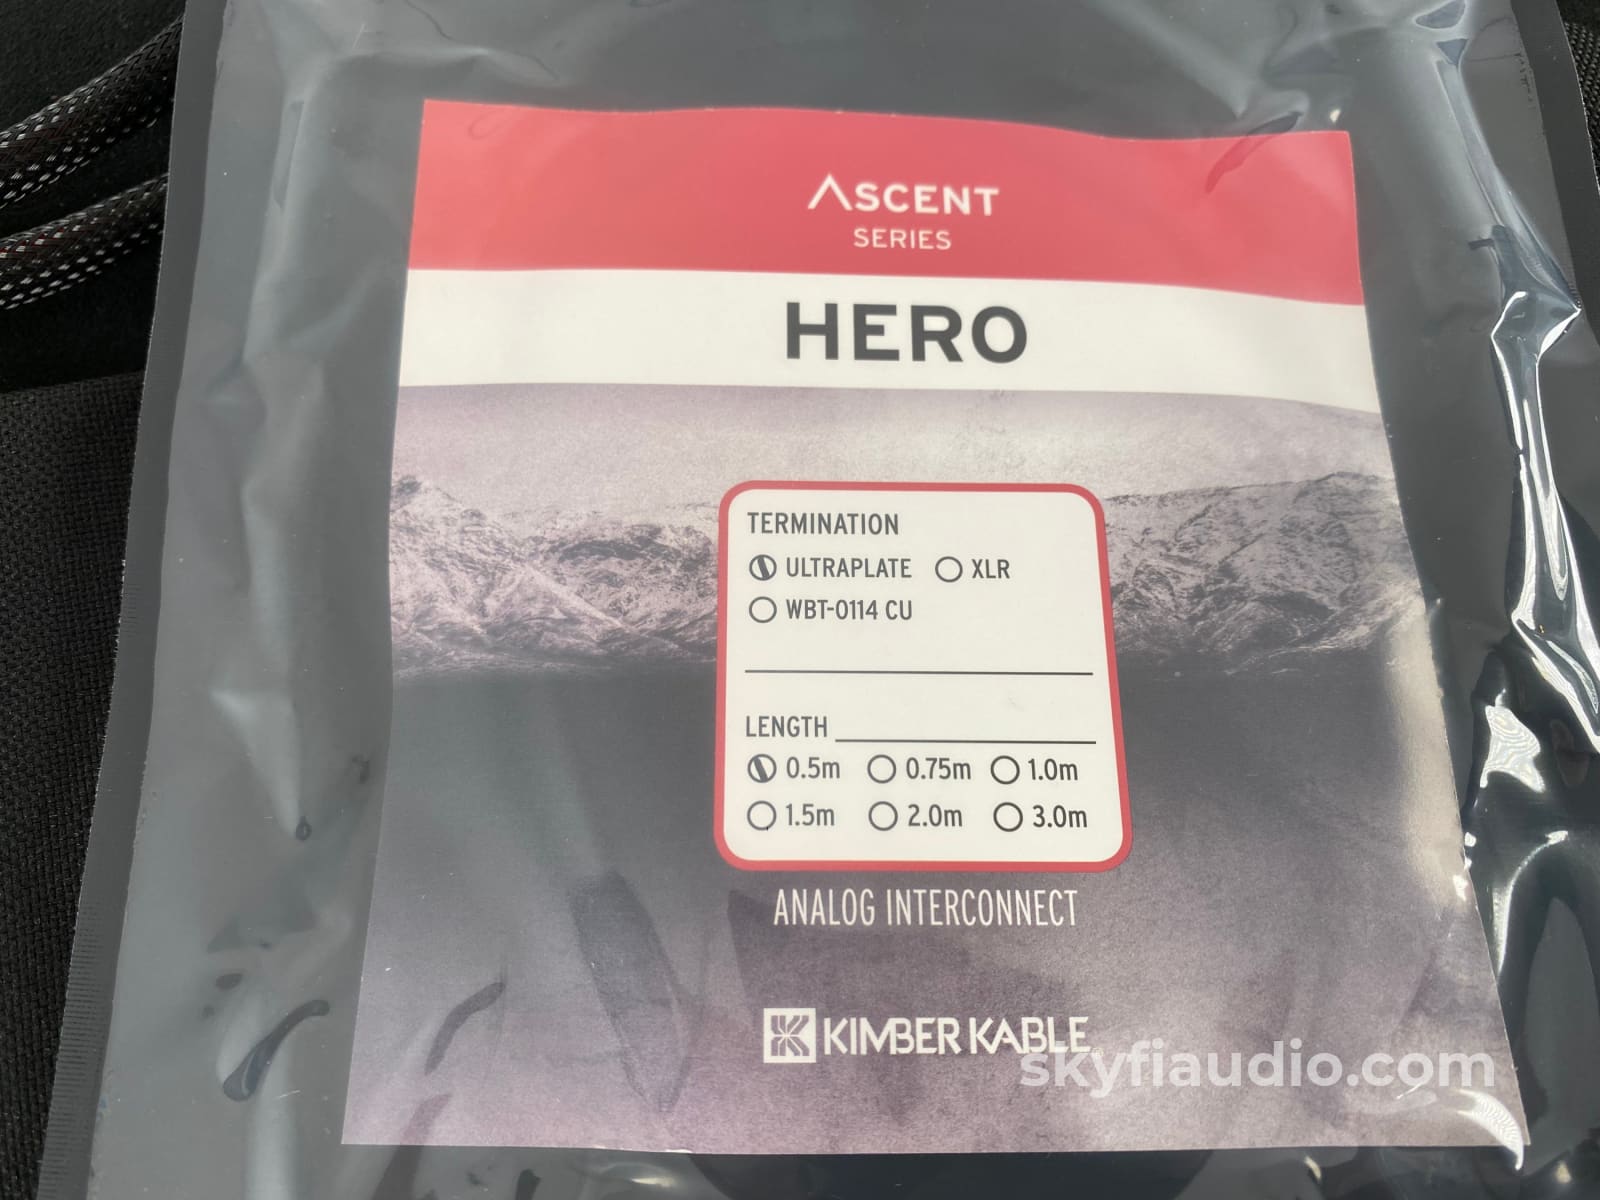 ASCENT
SERIES
HERO
TERMINATION
ULTRAPLATE XLR
WBT-0114 CU
LENGTH
0.5m 0.75m 1.0m
1.5m 2.0m 3.0m
ANALOG INTERCONNECT
KIMBER KABLE
skyfiaudio.com